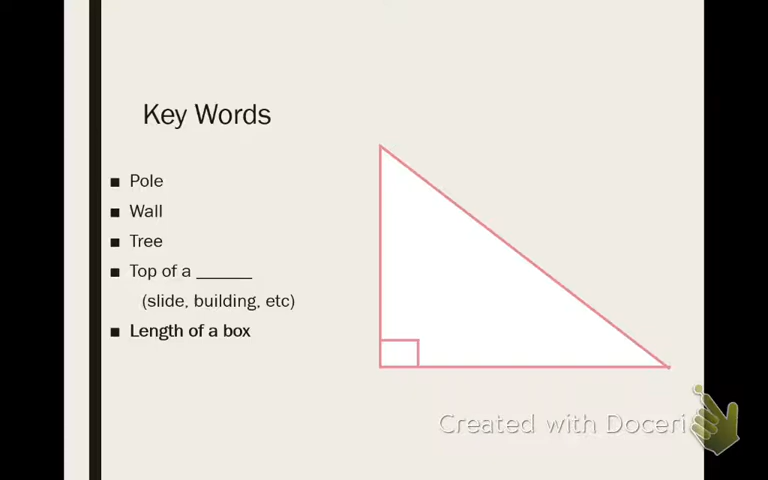 Key Words
Pole
Wall
Tree
Top of a ______
(slide, building, etc)
Length of a box
Created with Doceri